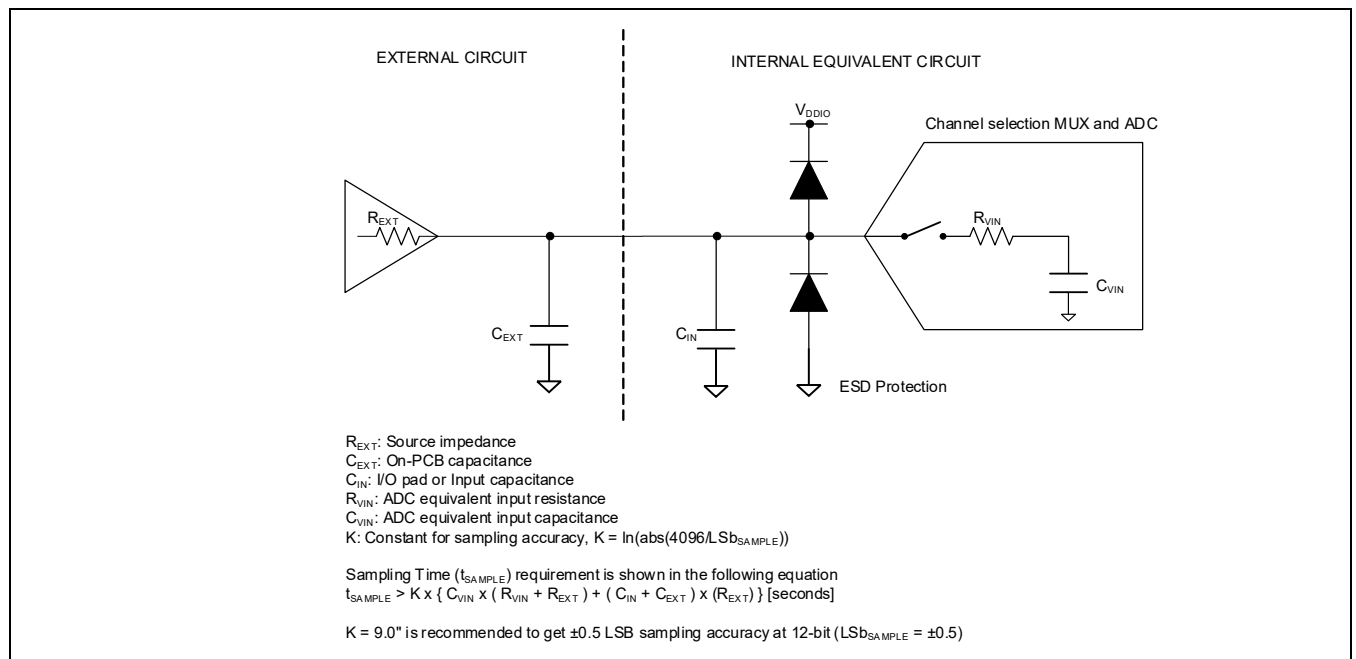 EXTERNAL CIRCUIT
INTERNAL EQUIVALENT CIRCUIT
VDDIO
Channel selection MUX and ADC
REXT
RVIN
CVIN
CEXT
CIN
ESD Protection
REXT: Source impedance
CEXT: On-PCB capacitance
CIN: I/O pad or Input capacitance
RVIN: ADC equivalent input resistance
CVIN: ADC equivalent input capacitance
K: Constant for sampling accuracy, K = ln(abs(4096/LSbSAMPLE))
Sampling Time (tSAMPLE) requirement is shown in the following equation
tSAMPLE > K x { CVIN x ( RVIN + REXT ) + ( CIN + CEXT ) x (REXT) } [seconds]
K = 9.0" is recommended to get ±0.5 LSB sampling accuracy at 12-bit (LSbSAMPLE = ±0.5)